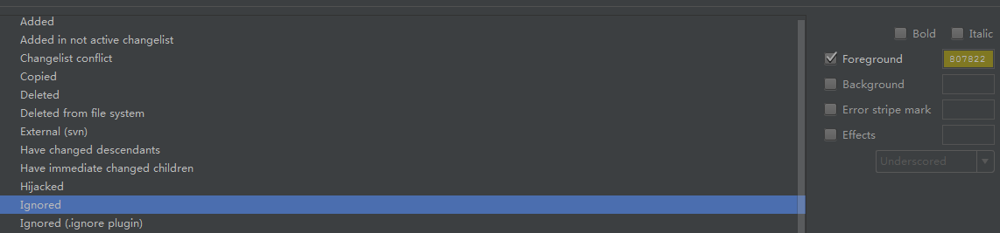 Added
Added in not active changelist
Changelist conflict
Copied
Deleted
Deleted from file system
External (svn)
Have changed descendants
Have immediate changed children
Hijacked
Ignored
Ignored (.ignore plugin)
Bold Italic
Foreground 807822
Background
Error stripe mark
Effects
Underscored